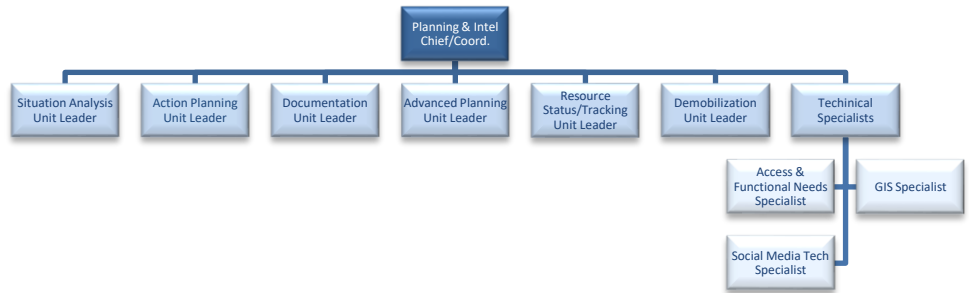 Planning & Intel
Chief/Coord.
Situation Analysis
Unit Leader
Action Planning
Unit Leader
Documentation
Unit Leader
Advanced Planning
Unit Leader
Resource
Status/Tracking
Unit Leader
Demobilization
Unit Leader
Techinical
Specialists
Access &
Functional Needs
Specialist
GIS Specialist
Social Media Tech
Specialist